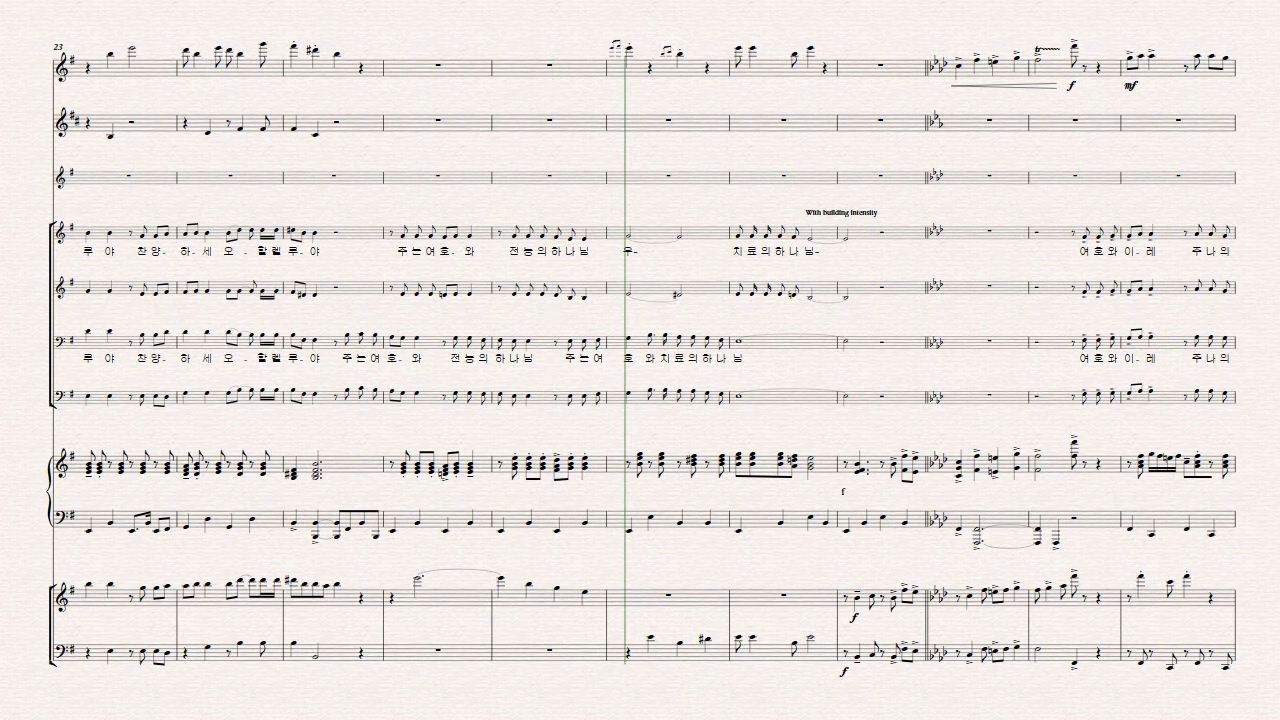 23
tr
f
mf
With building intensity
루 야 찬 양- 하- 세 오 - 할 렐 루- 야 주 는 여 호- 와 전 능 의 하 나 님 우- 치 료 의 하 나 님- 여 호 와 이- 레 주 나 의
루 야 찬 양- 하 세 오 - 할 렐 루- 야 주 는 여 호- 와 전 능 의 하 나 님 주 는 여 호 와 치 료 의 하 나 님 여 호 와 이- 레 주 나 의
f
f
f